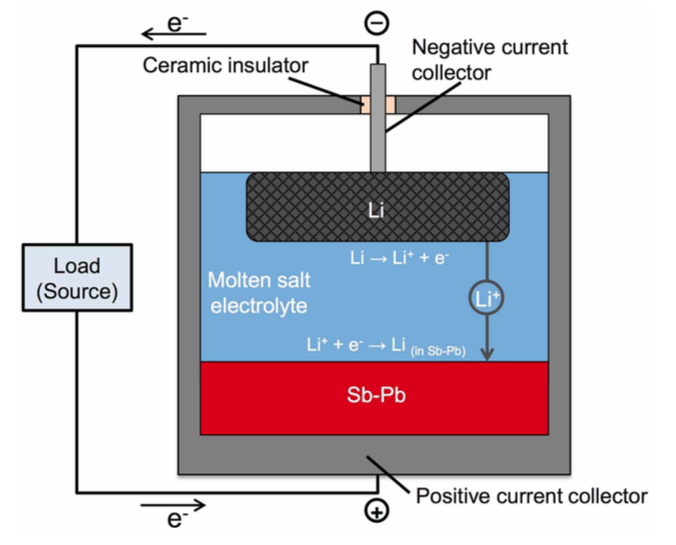 e⁻
⊖
Negative current
collector
Ceramic insulator
Li
Li → Li⁺ + e⁻
Load
(Source)
Molten salt
electrolyte
Li⁺
Li⁺ + e⁻ → Li (in Sb-Pb)
Sb-Pb
Positive current collector
e⁻
⊕